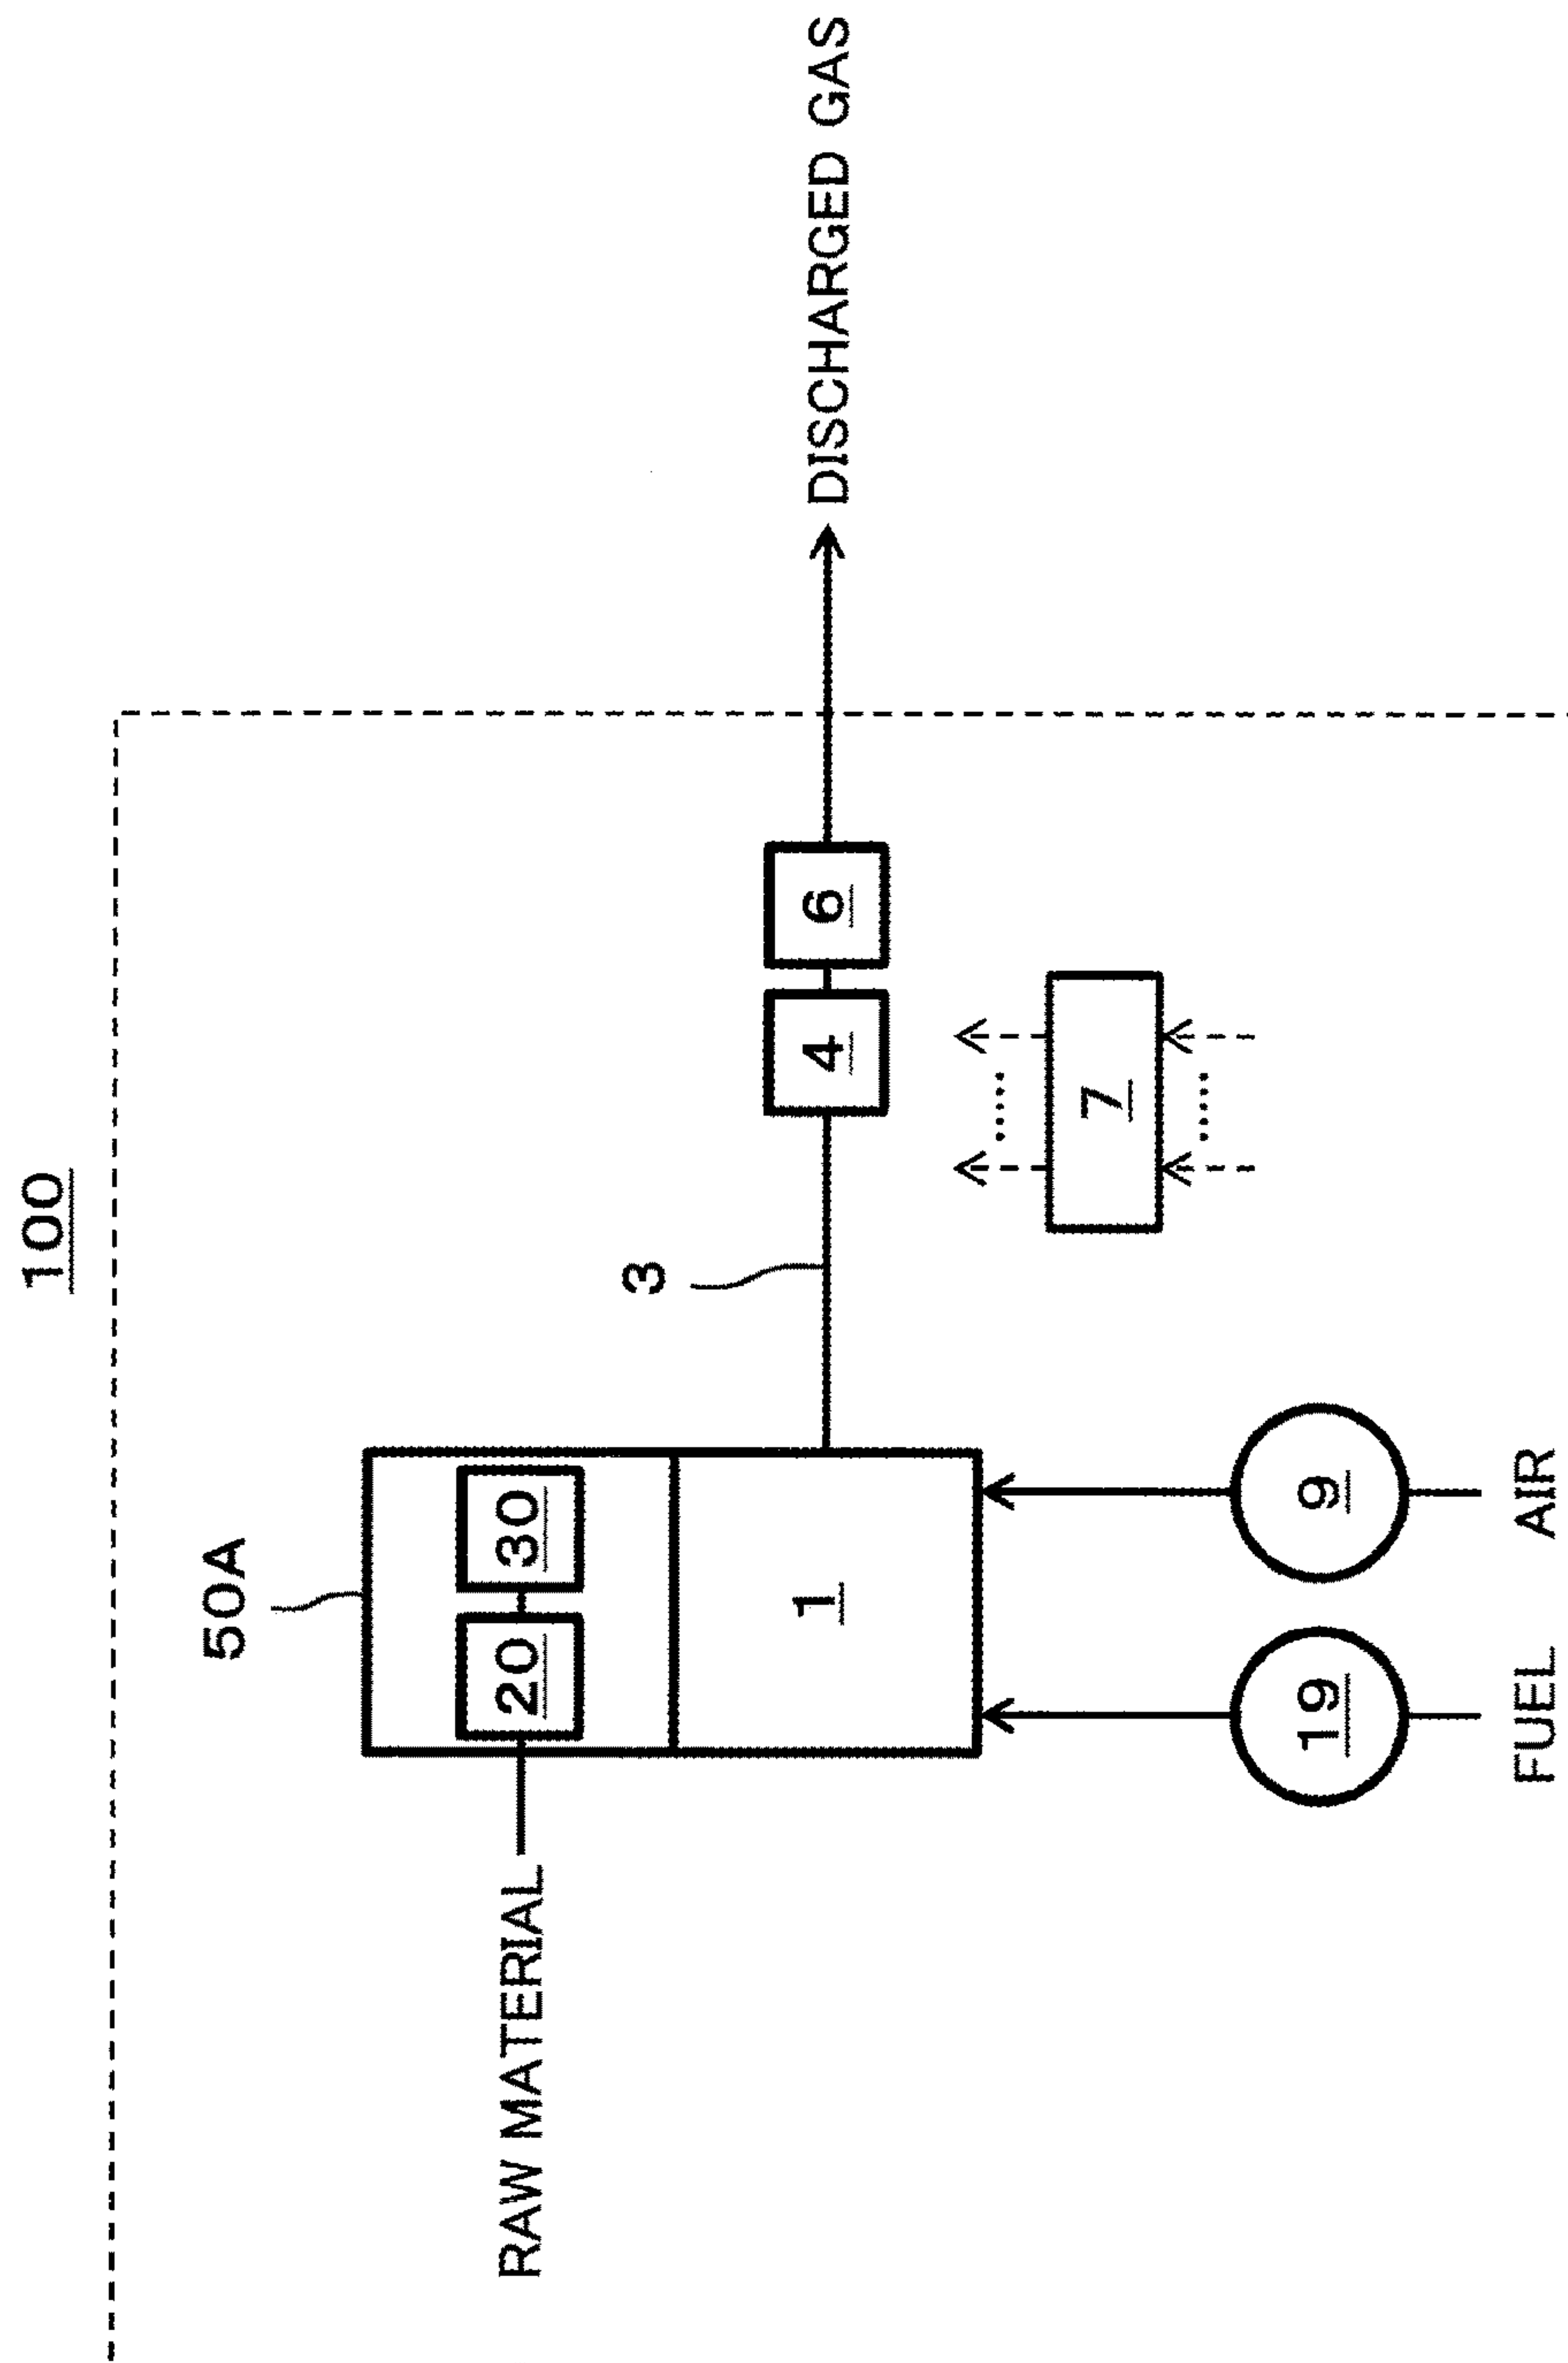 100
50A
3
RAW MATERIAL
20
30
1
4
6
DISCHARGED GAS
7
19
9
FUEL
AIR